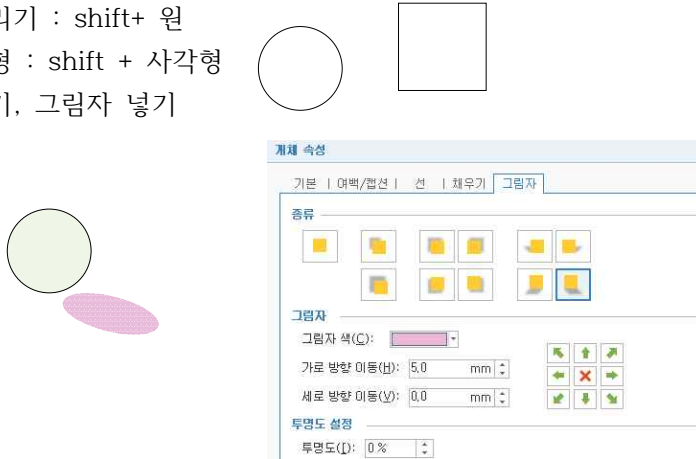 리기 : shift+ 원
형 : shift + 사각형
기, 그림자 넣기
개체 속성
기본 | 여백/캡션 | 선 | 채우기 | 그림자
종류
그림자
그림자 색(C):
가로 방향 이동(H): 5,0 mm
세로 방향 이동(V): 0,0 mm
투명도 설정
투명도(I): 0 %